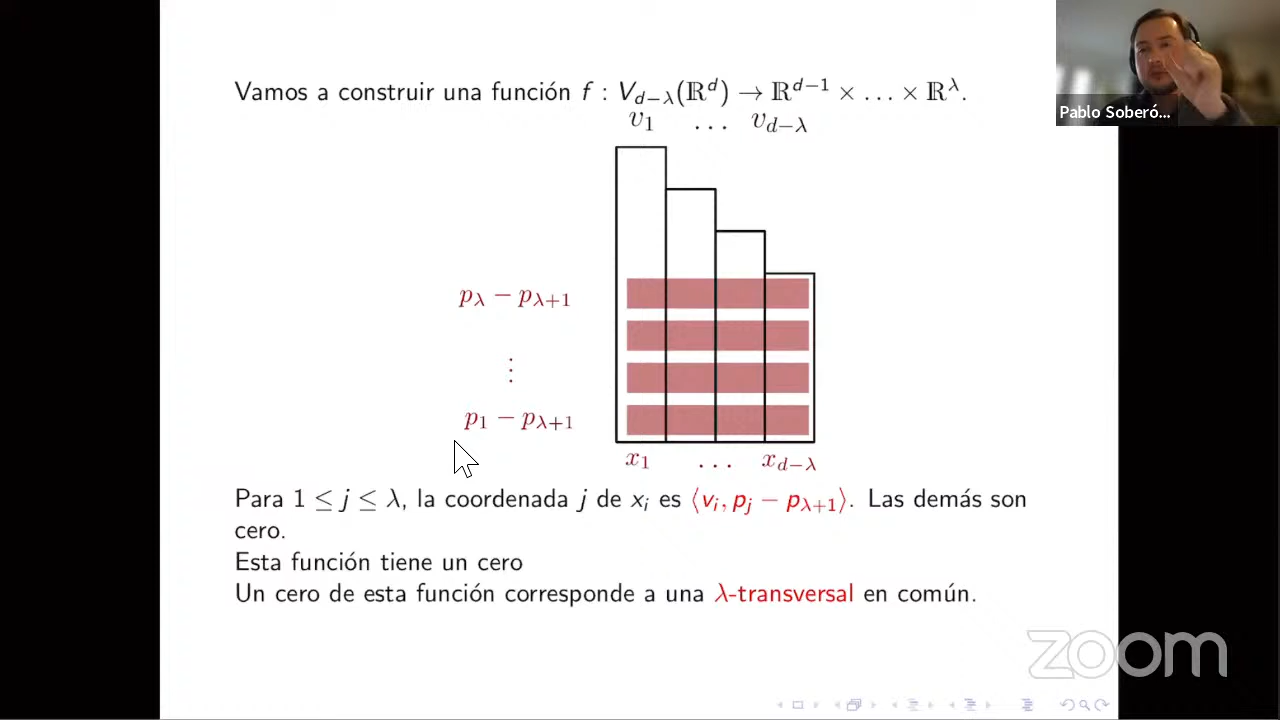 Vamos a construir una función f : V_{d−λ}(ℝ^d) → ℝ^{d−1} × … × ℝ^λ.
v_1 … v_{d−λ}
p_λ − p_{λ+1}
⋮
p_1 − p_{λ+1}
x_1 … x_{d−λ}
Para 1 ≤ j ≤ λ, la coordenada j de x_i es ⟨v_i, p_j − p_{λ+1}⟩. Las demás son
cero.
Esta función tiene un cero
Un cero de esta función corresponde a una λ-transversal en común.
Pablo Soberó...
zoom